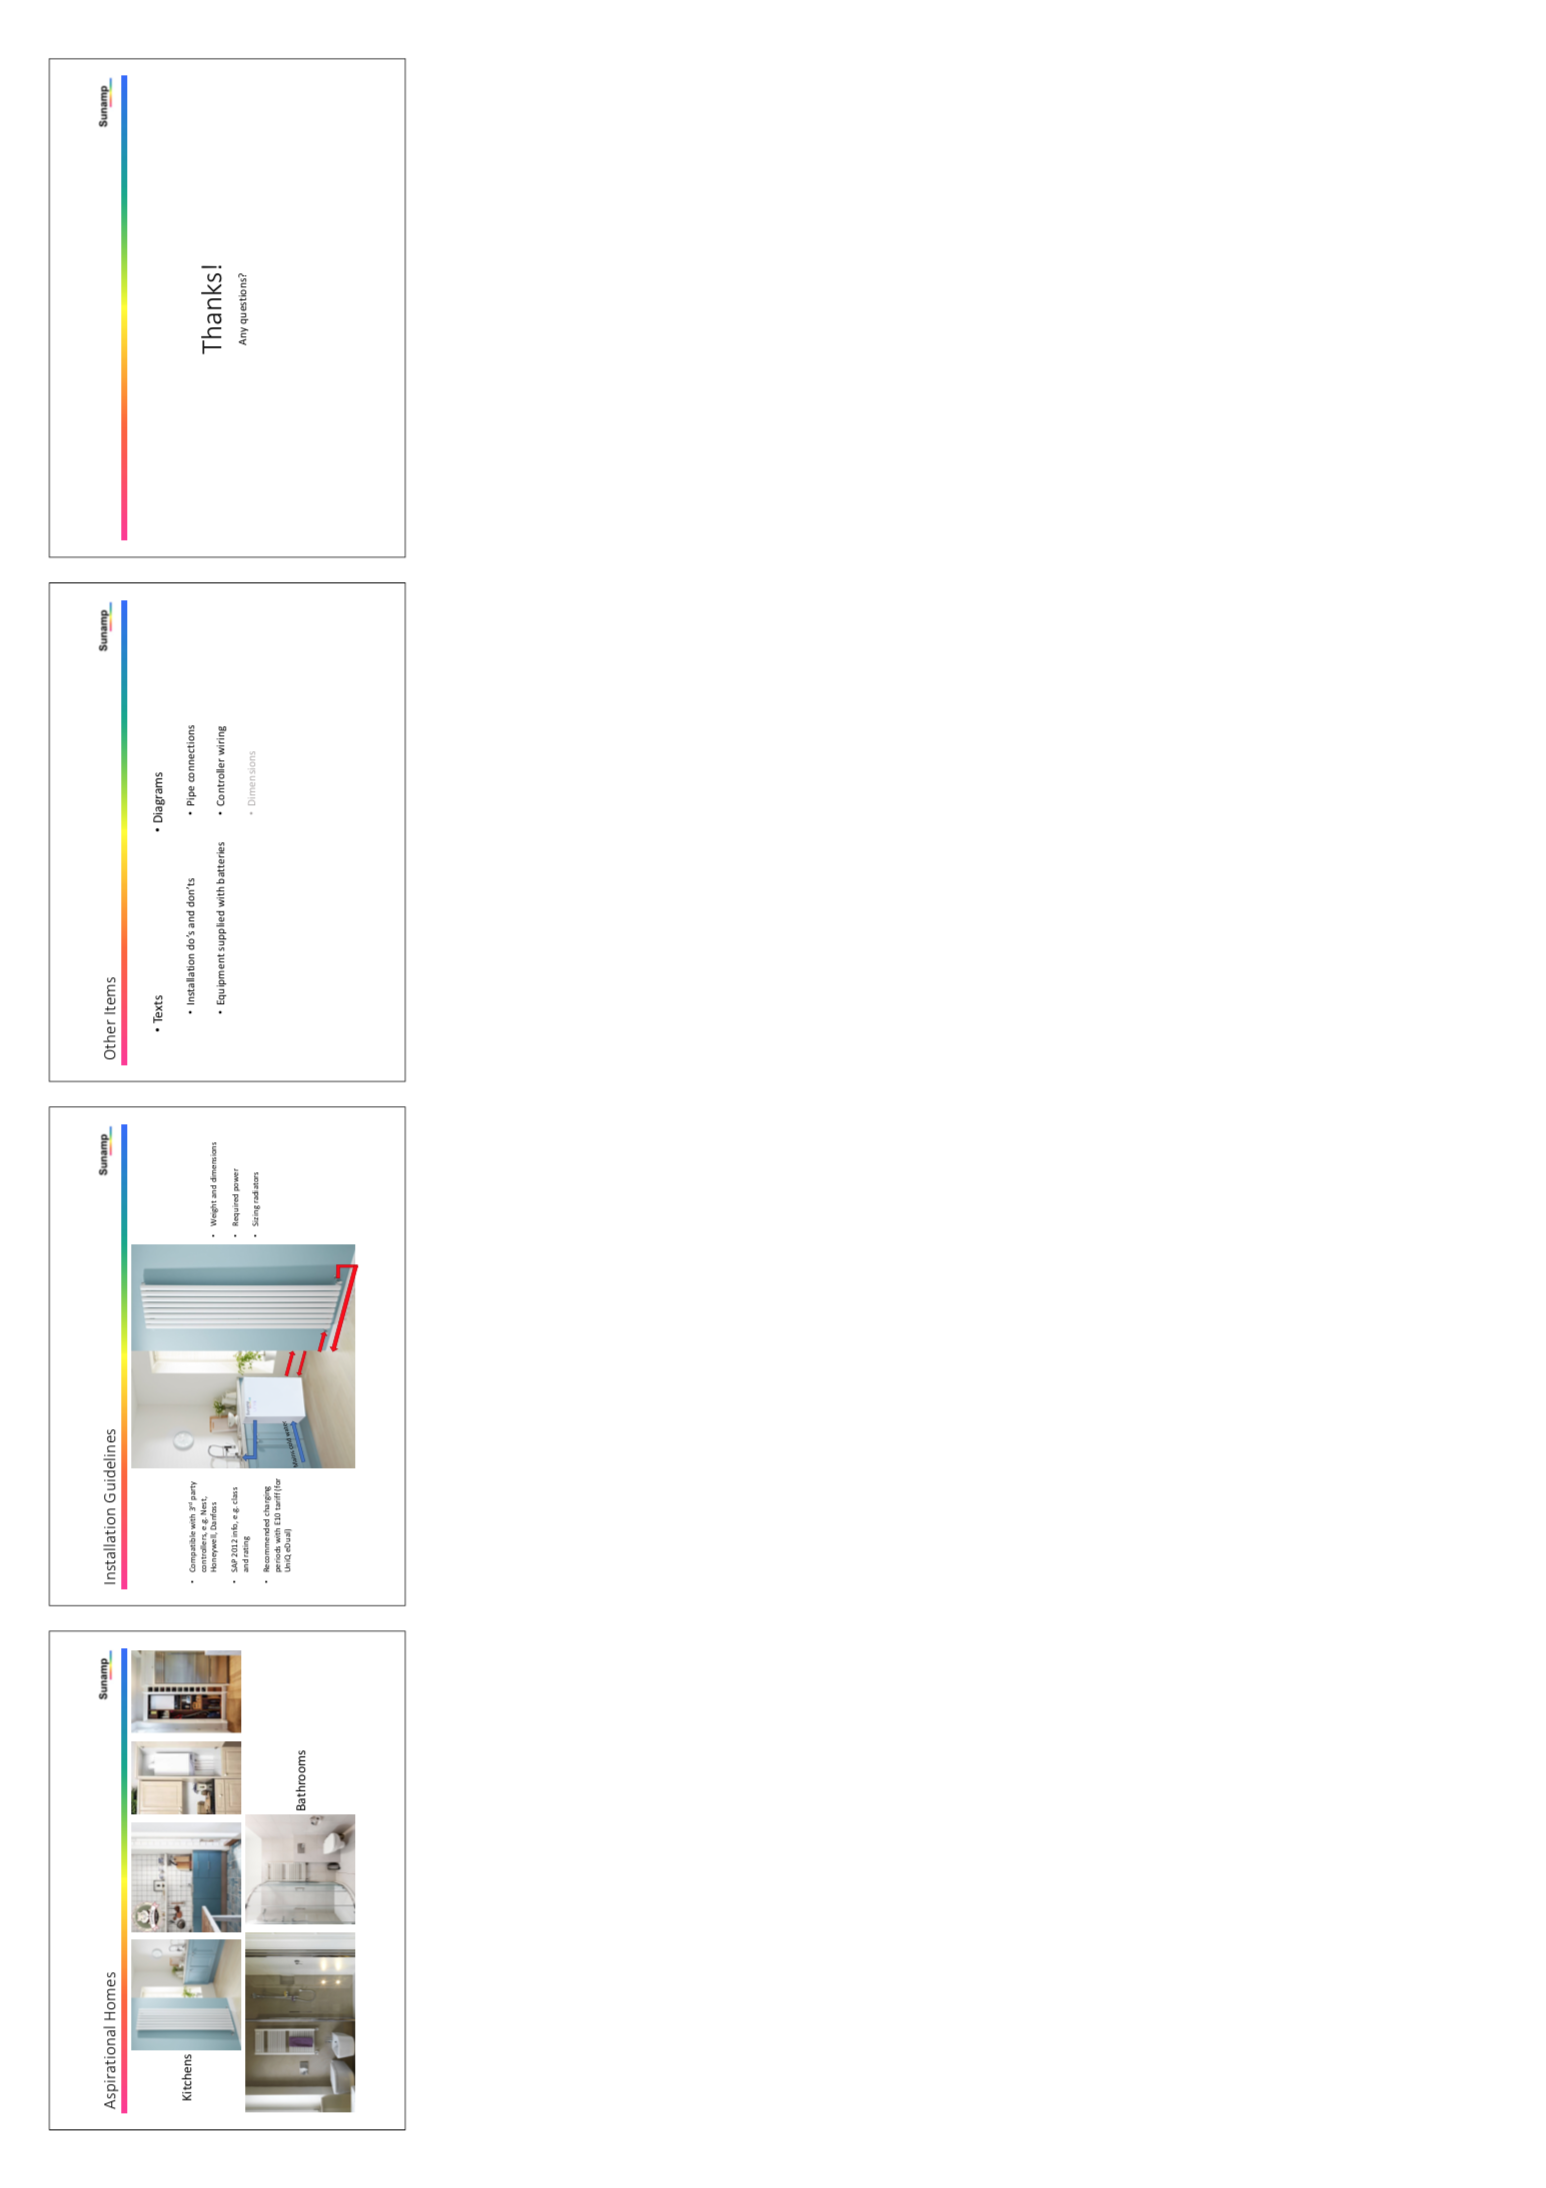 Aspirational Homes
Sunamp
Kitchens
Bathrooms
Installation Guidelines
Sunamp
• Compatible with 3rd party
controllers, e.g. Nest,
Honeywell, Danfoss
• SAP 2012 info, e.g. class
and rating
• Recommended charging
periods with E10 tariff (for
UniQ eDual)
Mains cold water
• Weight and dimensions
• Required power
• Sizing radiators
Other Items
Sunamp
• Texts
• Installation do's and don'ts
• Equipment supplied with batteries
• Diagrams
• Pipe connections
• Controller wiring
• Dimensions
Sunamp
Thanks!
Any questions?